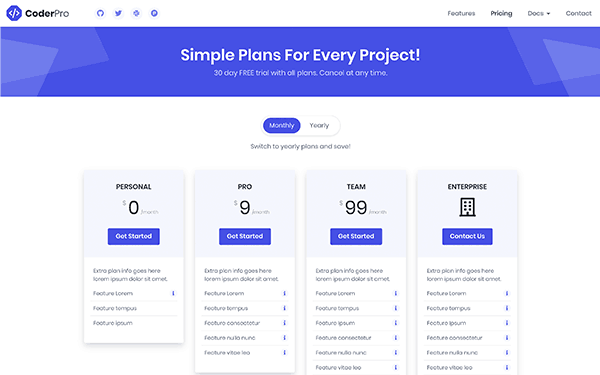 CoderPro
Features
Pricing
Docs
Contact
Simple Plans For Every Project!
30 day FREE trial with all plans. Cancel at any time.
Monthly
Yearly
Switch to yearly plans and save!
PERSONAL
$ 0 /month
Get Started
Extra plan info goes here
lorem ipsum dolor sit amet.
Feature Lorem
Feature tempus
Feature ipsum
PRO
$ 9 /month
Get Started
Extra plan info goes here
lorem ipsum dolor sit amet.
Feature Lorem
Feature tempus
Feature consectetur
Feature nulla nunc
Feature vitae leo
TEAM
$ 99 /month
Get Started
Extra plan info goes here
lorem ipsum dolor sit amet.
Feature Lorem
Feature tempus
Feature ipsum
Feature consectetur
Feature nulla nunc
Feature vitae leo
ENTERPRISE
Contact Us
Extra plan info goes here
lorem ipsum dolor sit amet.
Feature Lorem
Feature tempus
Feature ipsum
Feature consectetur
Feature nulla nunc
Feature vitae leo